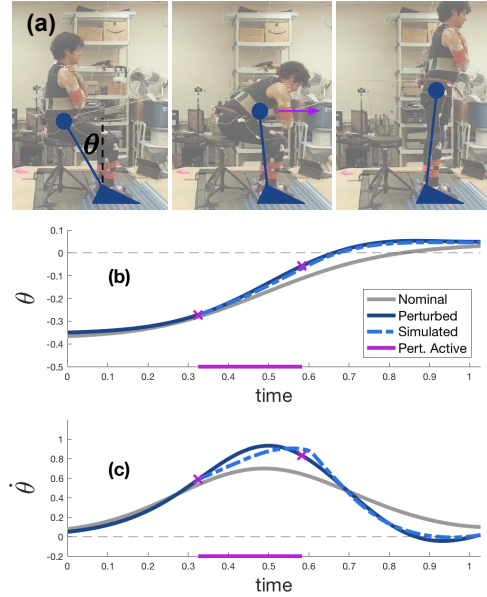 (a)
θ
0.1
0
-0.1
-0.2
-0.3
-0.4
-0.5
θ
(b)
Nominal
Perturbed
Simulated
Pert. Active
0 0.1 0.2 0.3 0.4 0.5 0.6 0.7 0.8 0.9 1
time
1
0.8
0.6
0.4
0.2
0
-0.2
θ̇
(c)
0 0.1 0.2 0.3 0.4 0.5 0.6 0.7 0.8 0.9 1
time